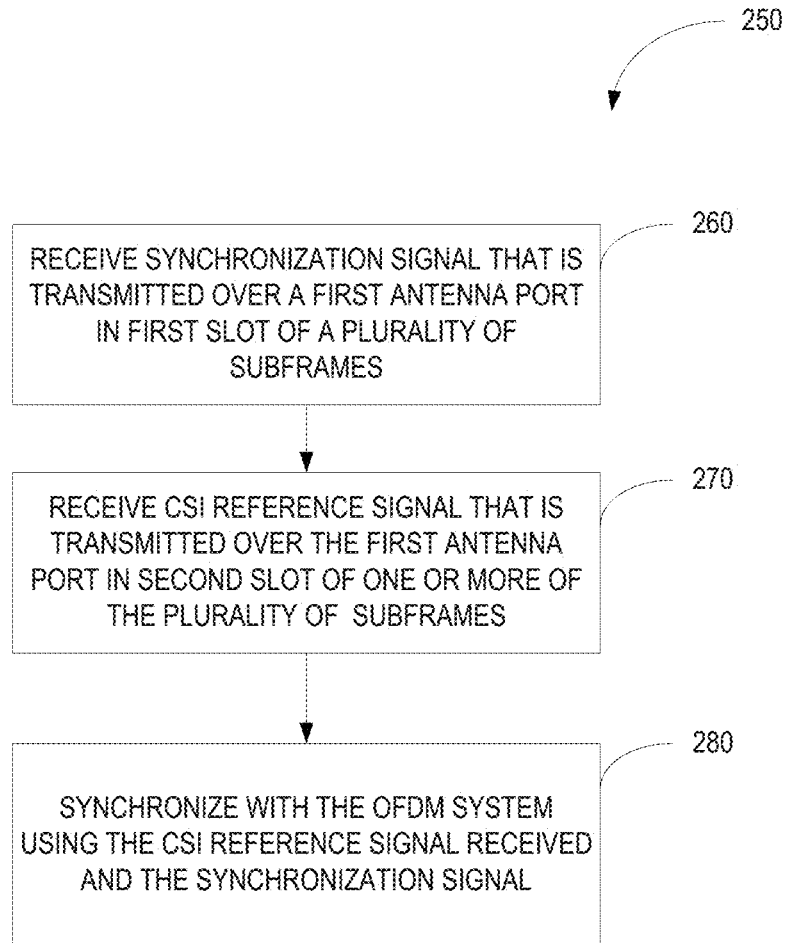 250
260
RECEIVE SYNCHRONIZATION SIGNAL THAT IS
TRANSMITTED OVER A FIRST ANTENNA PORT
IN FIRST SLOT OF A PLURALITY OF
SUBFRAMES
270
RECEIVE CSI REFERENCE SIGNAL THAT IS
TRANSMITTED OVER THE FIRST ANTENNA
PORT IN SECOND SLOT OF ONE OR MORE OF
THE PLURALITY OF SUBFRAMES
280
SYNCHRONIZE WITH THE OFDM SYSTEM
USING THE CSI REFERENCE SIGNAL RECEIVED
AND THE SYNCHRONIZATION SIGNAL